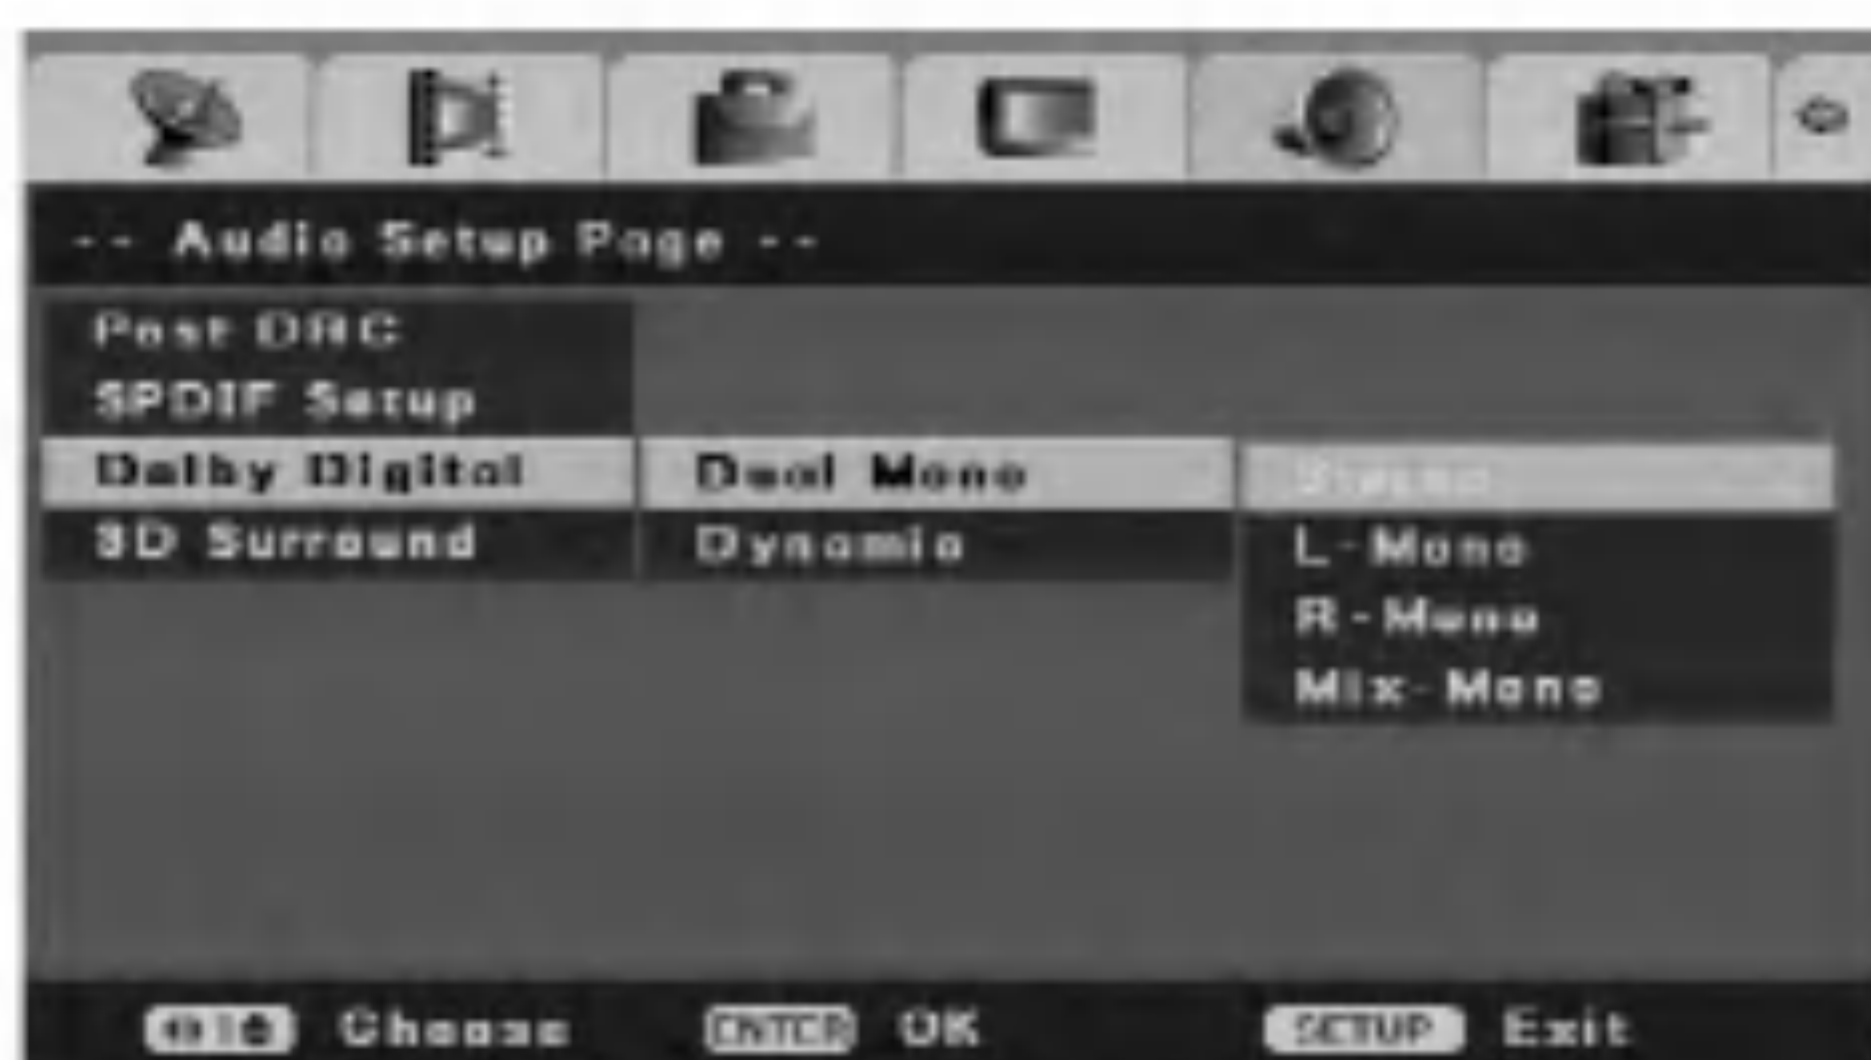 -- Audio Setup Page --
Post DRC
SPDIF Setup
Dolby Digital
Dual Mono
Stereo
3D Surround
Dynamic
L-Mono
R-Mono
Mix-Mono
Choose
ENTER OK
SETUP Exit